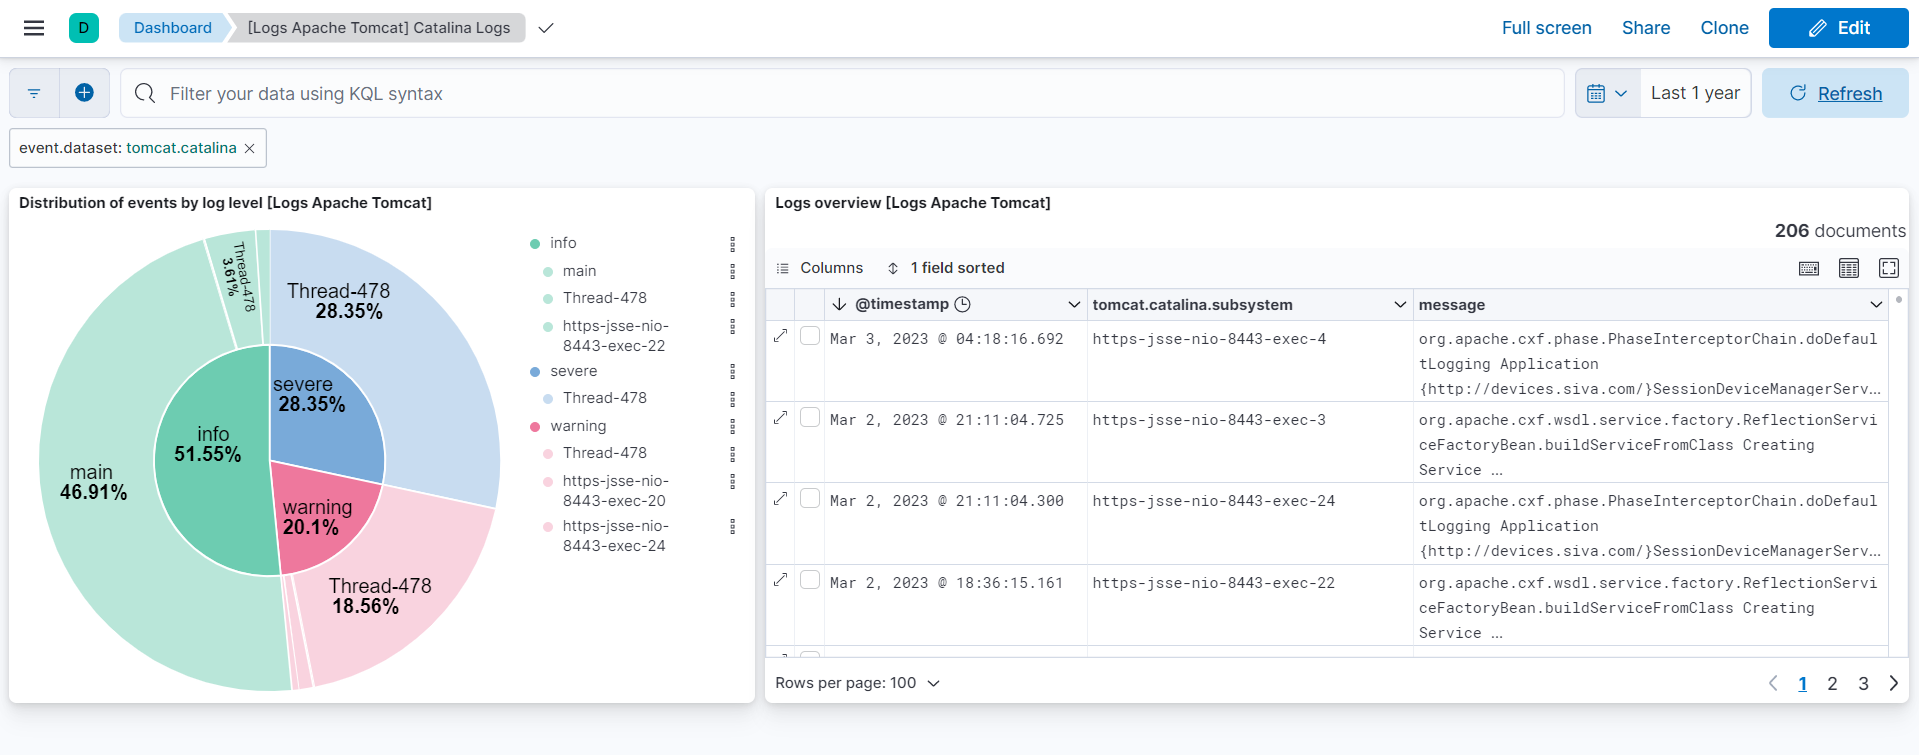 D
Dashboard
[Logs Apache Tomcat] Catalina Logs
Full screen
Share
Clone
Edit
Filter your data using KQL syntax
Last 1 year
Refresh
event.dataset: tomcat.catalina
Distribution of events by log level [Logs Apache Tomcat]
Thread-478
3.61%
Thread-478
28.35%
severe
28.35%
info
51.55%
main
46.91%
warning
20.1%
Thread-478
18.56%
info
main
Thread-478
https-jsse-nio-
8443-exec-22
severe
Thread-478
warning
Thread-478
https-jsse-nio-
8443-exec-20
https-jsse-nio-
8443-exec-24
Logs overview [Logs Apache Tomcat]
206 documents
Columns
1 field sorted
@timestamp
tomcat.catalina.subsystem
message
Mar 3, 2023 @ 04:18:16.692
https-jsse-nio-8443-exec-4
org.apache.cxf.phase.PhaseInterceptorChain.doDefau
ltLogging Application
{http://devices.siva.com/}SessionDeviceManagerServ...
Mar 2, 2023 @ 21:11:04.725
https-jsse-nio-8443-exec-3
org.apache.cxf.wsdl.service.factory.ReflectionServi
ceFactoryBean.buildServiceFromClass Creating
Service ...
Mar 2, 2023 @ 21:11:04.300
https-jsse-nio-8443-exec-24
org.apache.cxf.phase.PhaseInterceptorChain.doDefau
ltLogging Application
{http://devices.siva.com/}SessionDeviceManagerServ...
Mar 2, 2023 @ 18:36:15.161
https-jsse-nio-8443-exec-22
org.apache.cxf.wsdl.service.factory.ReflectionServi
ceFactoryBean.buildServiceFromClass Creating
Service ...
Rows per page: 100
1 2 3